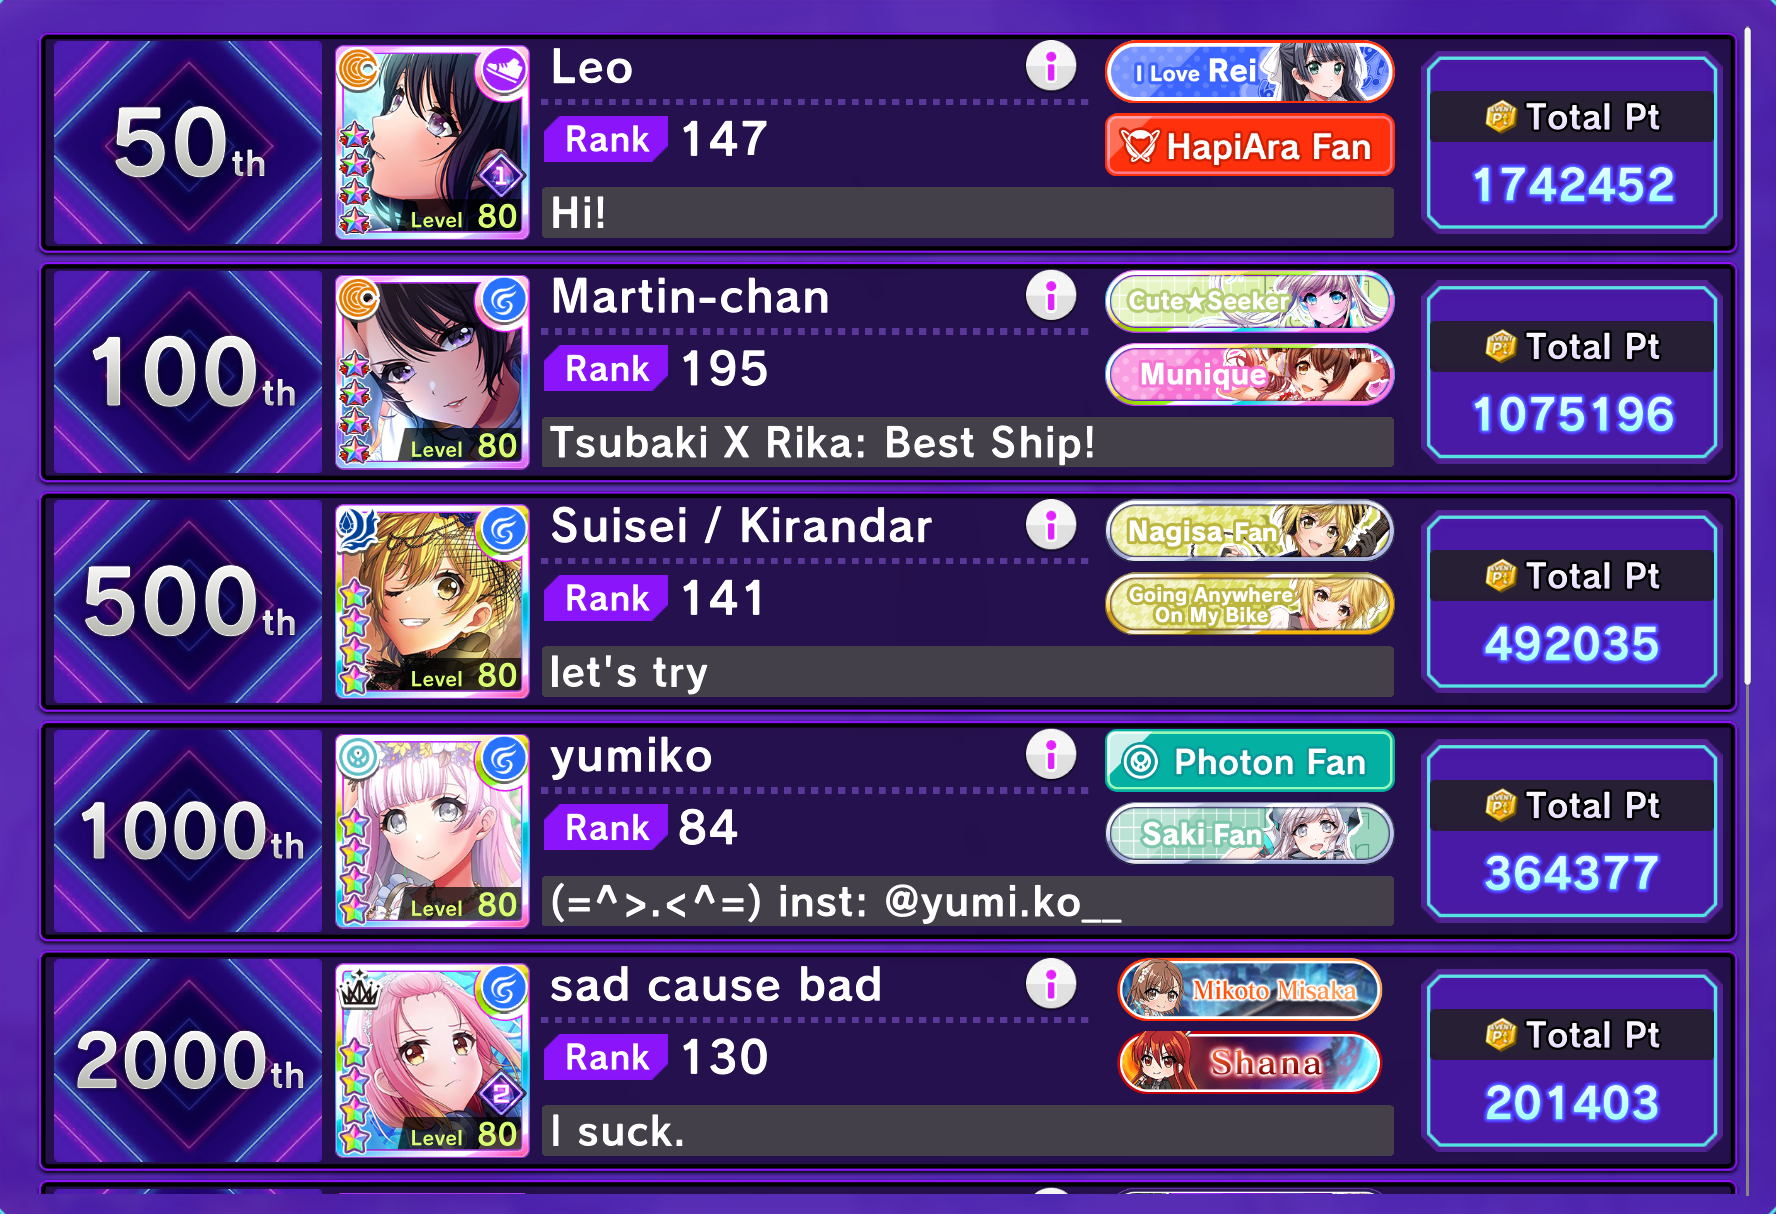 50th
Level 80
1
Leo
Rank 147
Hi!
I Love Rei
HapiAra Fan
Total Pt
1742452
100th
Level 80
Martin-chan
Rank 195
Tsubaki X Rika: Best Ship!
Cute★Seeker
Munique
Total Pt
1075196
500th
Level 80
Suisei / Kirandar
Rank 141
let's try
Nagisa-Fan
Going Anywhere
On My Bike
Total Pt
492035
1000th
Level 80
yumiko
Rank 84
(=^>.<^=) inst: @yumi.ko__
Photon Fan
Saki Fan
Total Pt
364377
2000th
2
Level 80
sad cause bad
Rank 130
I suck.
Mikoto Misaka
Shana
Total Pt
201403